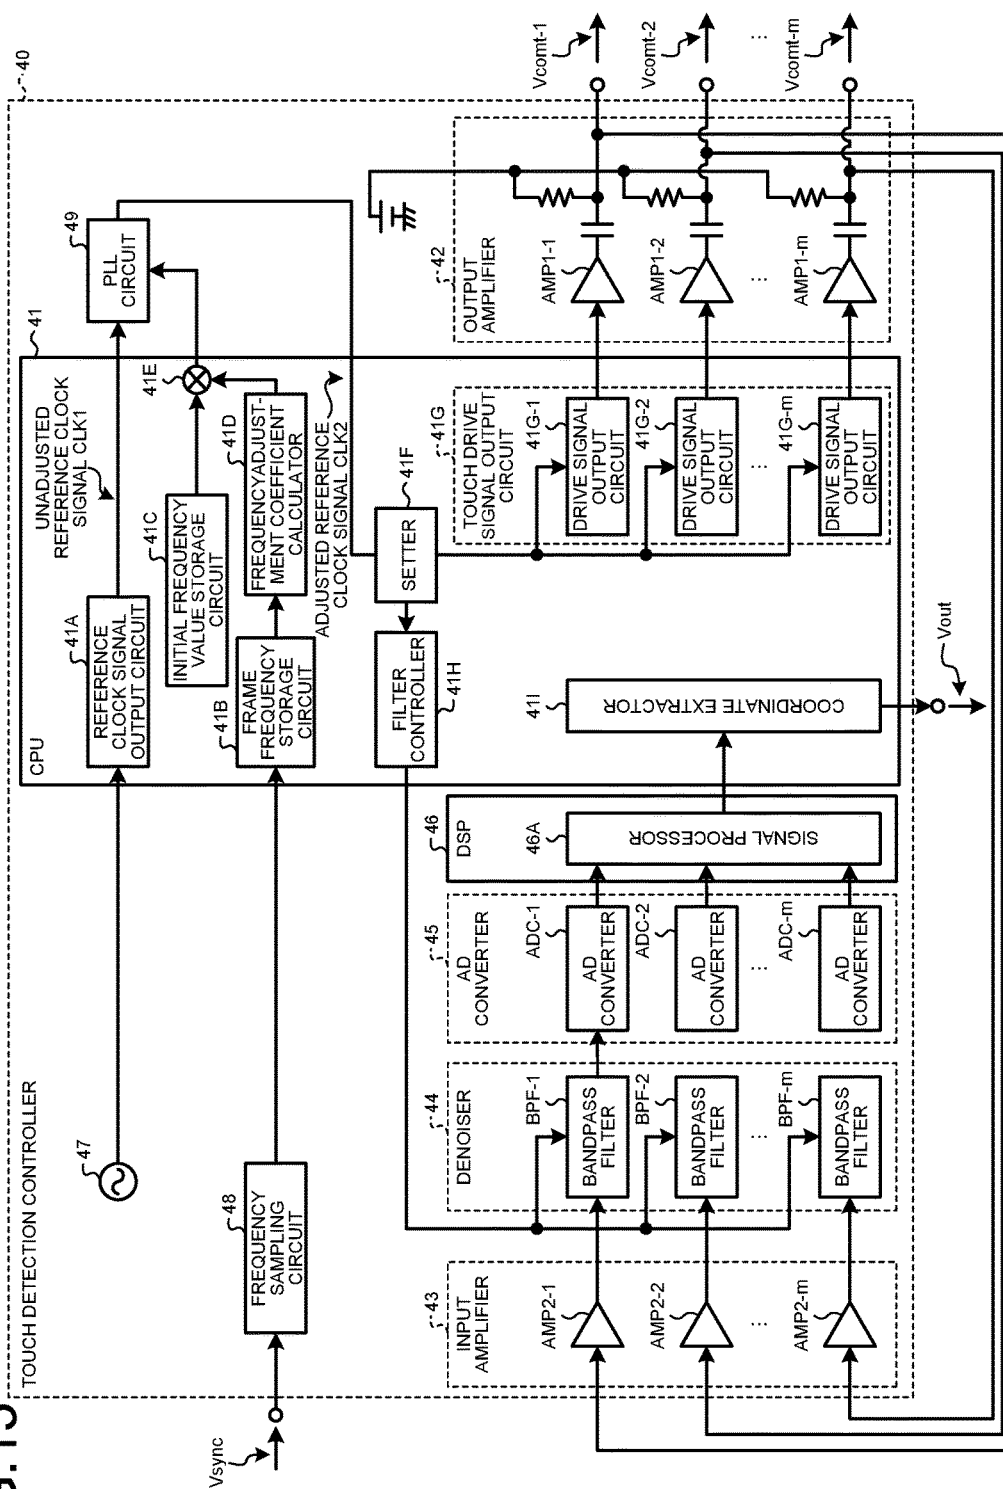 TOUCH DETECTION CONTROLLER
40
47
Vsync
48
FREQUENCY
SAMPLING
CIRCUIT
CPU
41
41A
REFERENCE
CLOCK SIGNAL
OUTPUT CIRCUIT
UNADJUSTED
REFERENCE CLOCK
SIGNAL CLK1
49
PLL
CIRCUIT
41C
INITIAL FREQUENCY
VALUE STORAGE
CIRCUIT
41E
41B
FRAME
FREQUENCY
STORAGE
CIRCUIT
41D
FREQUENCYADJUST-
MENT COEFFICIENT
CALCULATOR
ADJUSTED REFERENCE
CLOCK SIGNAL CLK2
41F
SETTER
FILTER
CONTROLLER
41H
43
INPUT
AMPLIFIER
AMP2-1
AMP2-2
...
AMP2-m
44
DENOISER
BPF-1
BANDPASS
FILTER
BPF-2
BANDPASS
FILTER
...
BPF-m
BANDPASS
FILTER
45
AD
CONVERTER
ADC-1
AD
CONVERTER
ADC-2
AD
CONVERTER
...
ADC-m
AD
CONVERTER
46
DSP
46A
SIGNAL PROCESSOR
41I
COORDINATE EXTRACTOR
Vout
41G
TOUCH DRIVE
SIGNAL OUTPUT
CIRCUIT
41G-1
DRIVE SIGNAL
OUTPUT
CIRCUIT
41G-2
DRIVE SIGNAL
OUTPUT
CIRCUIT
...
41G-m
DRIVE SIGNAL
OUTPUT
CIRCUIT
42
OUTPUT
AMPLIFIER
AMP1-1
AMP1-2
...
AMP1-m
Vcomt-1
Vcomt-2
...
Vcomt-m